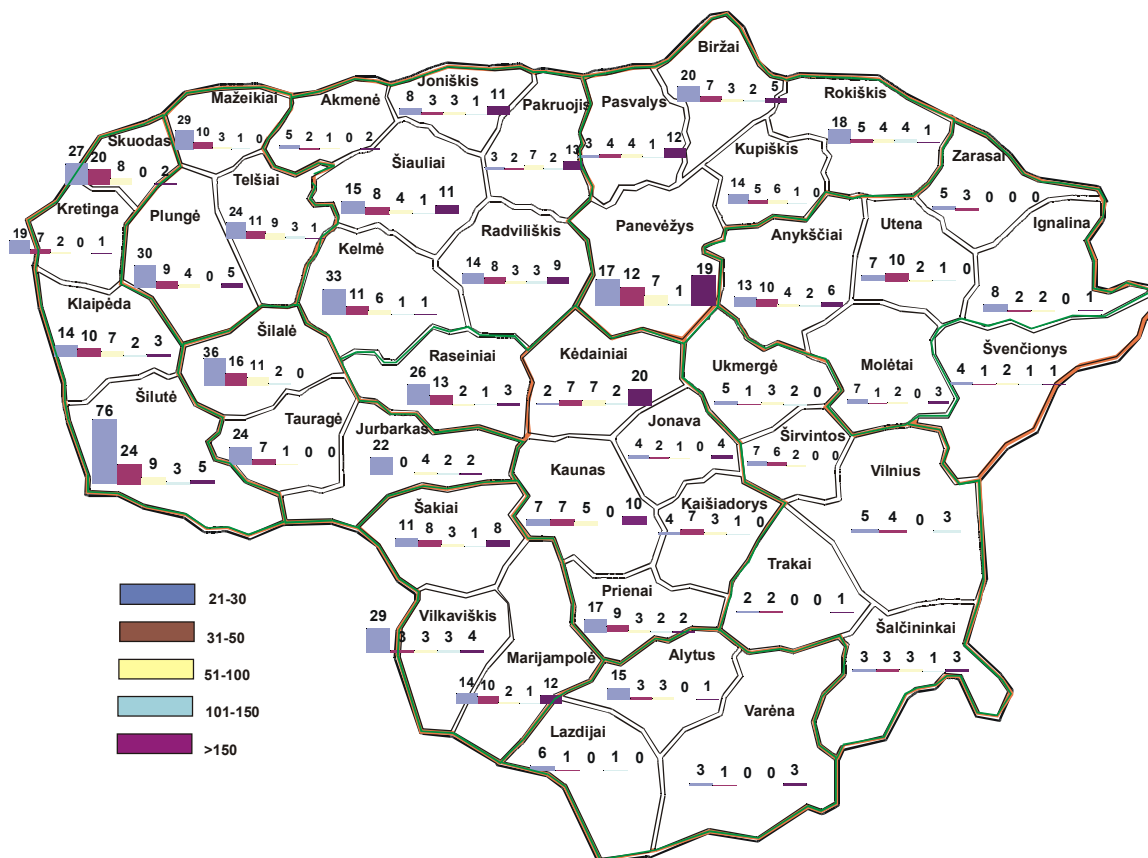 Biržai
20 7 3 2 5
Joniškis
8 3 3 1 11
Pakruojis
3 2 7 2 13
Pasvalys
3 4 4 1 12
Rokiškis
18 5 4 4 1
Mažeikiai
29 10 3 1 0
Akmenė
5 2 1 0 2
Skuodas
27 20 8 0 2
Šiauliai
15 8 4 1 11
Kupiškis
14 5 6 1 0
Zarasai
5 3 0 0 0
Telšiai
24 11 9 3 1
Kretinga
19 7 2 0 1
Plungė
30 9 4 0 5
Kelmė
33 11 6 1 1
Radviliškis
14 8 3 3 9
Panevėžys
17 12 7 1 19
Anykščiai
13 10 4 2 6
Utena
7 10 2 1 0
Ignalina
8 2 2 0 1
Klaipėda
14 10 7 2 3
Šilalė
36 16 11 2 0
Raseiniai
26 13 2 1 3
Kėdainiai
2 7 7 2 20
Ukmergė
5 1 3 2 0
Molėtai
7 1 2 0 3
Švenčionys
4 1 2 1 1
Šilutė
76 24 9 3 5
Tauragė
24 7 1 0 0
Jurbarkas
22 0 4 2 2
Jonava
4 2 1 0 4
Širvintos
7 6 2 0 0
Kaunas
7 7 5 0 10
Kaišiadorys
4 7 3 1 0
Vilnius
5 4 0 3
Šakiai
11 8 3 1 8
Trakai
2 2 0 0 1
Prienai
17 9 3 2 2
Vilkaviškis
29 3 3 3 4
Šalčininkai
3 3 3 1 3
Marijampolė
14 10 2 1 12
Alytus
15 3 3 0 1
Varėna
3 1 0 0 3
Lazdijai
6 1 0 1 0
21-30
31-50
51-100
101-150
>150